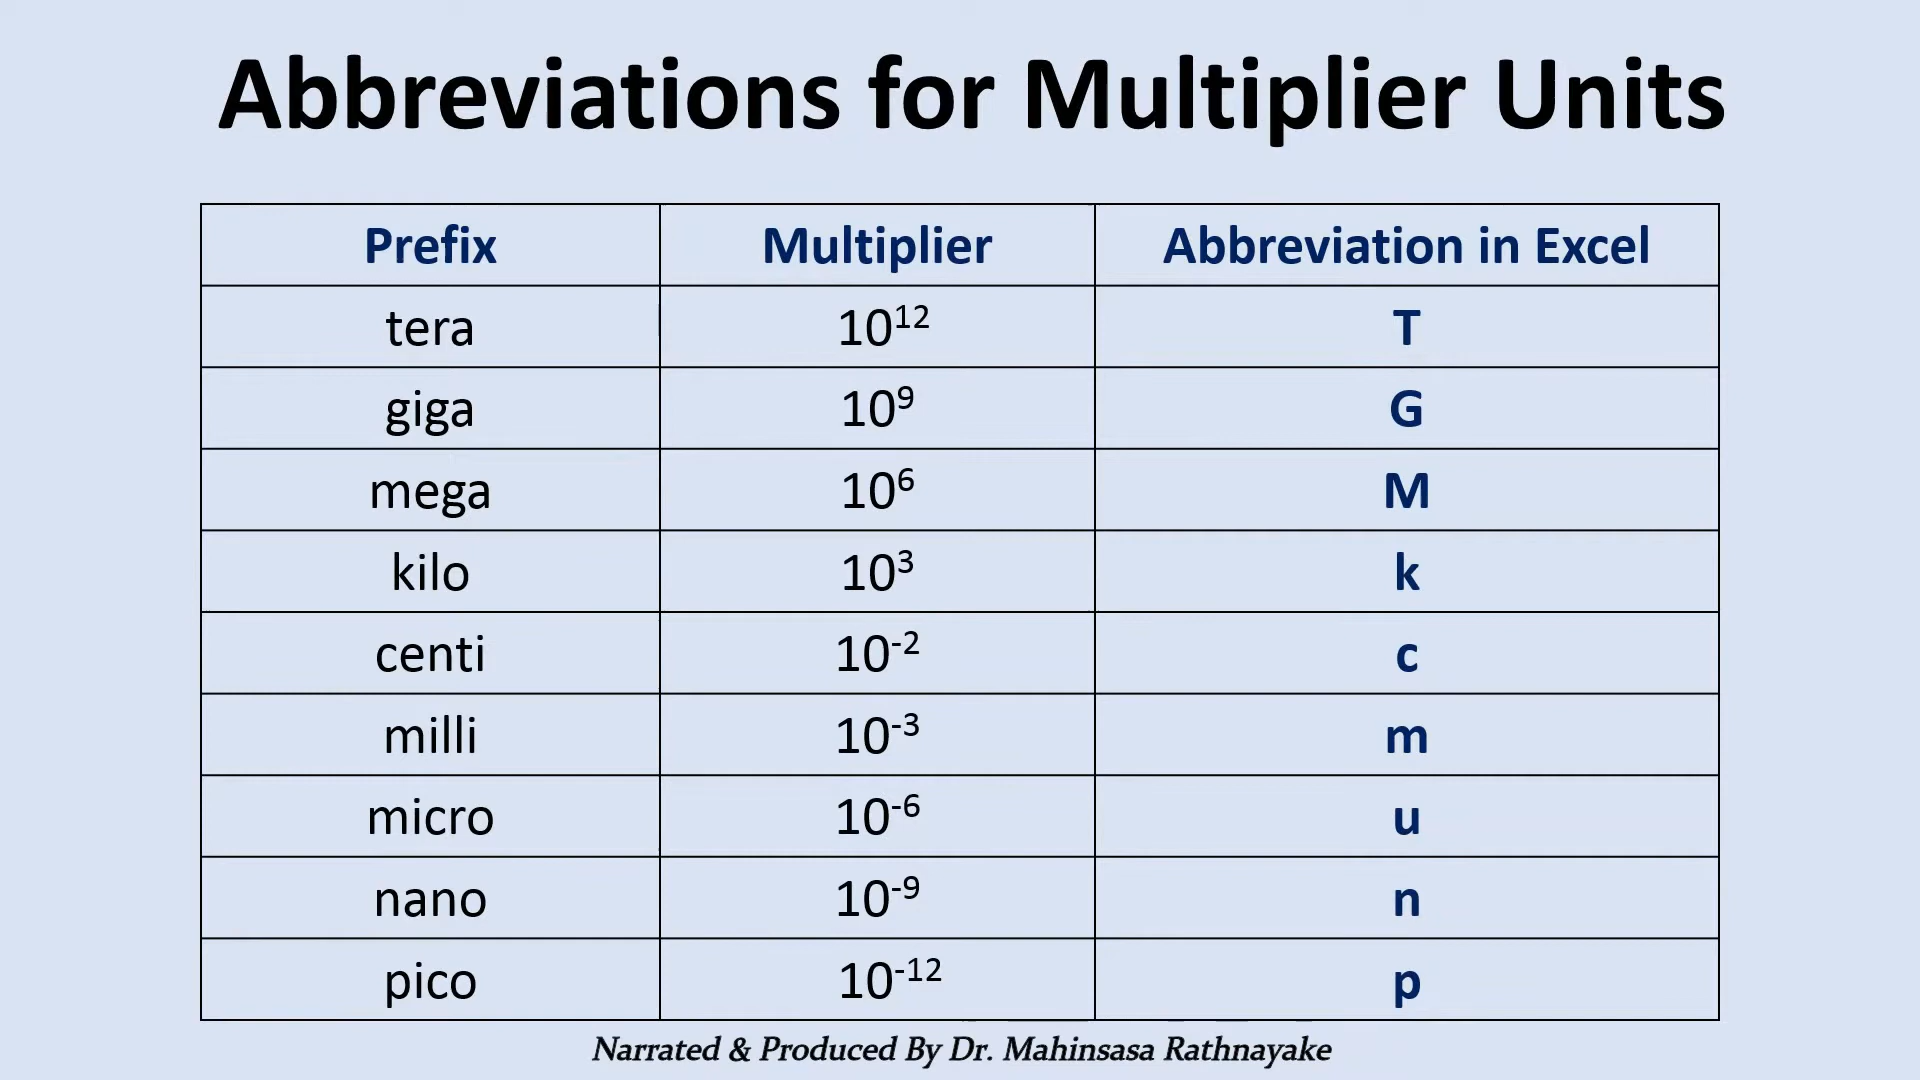 Abbreviations for Multiplier Units
Prefix Multiplier Abbreviation in Excel
tera 10¹² T
giga 10⁹ G
mega 10⁶ M
kilo 10³ k
centi 10⁻² c
milli 10⁻³ m
micro 10⁻⁶ u
nano 10⁻⁹ n
pico 10⁻¹² p
Narrated & Produced By Dr. Mahinsasa Rathnayake